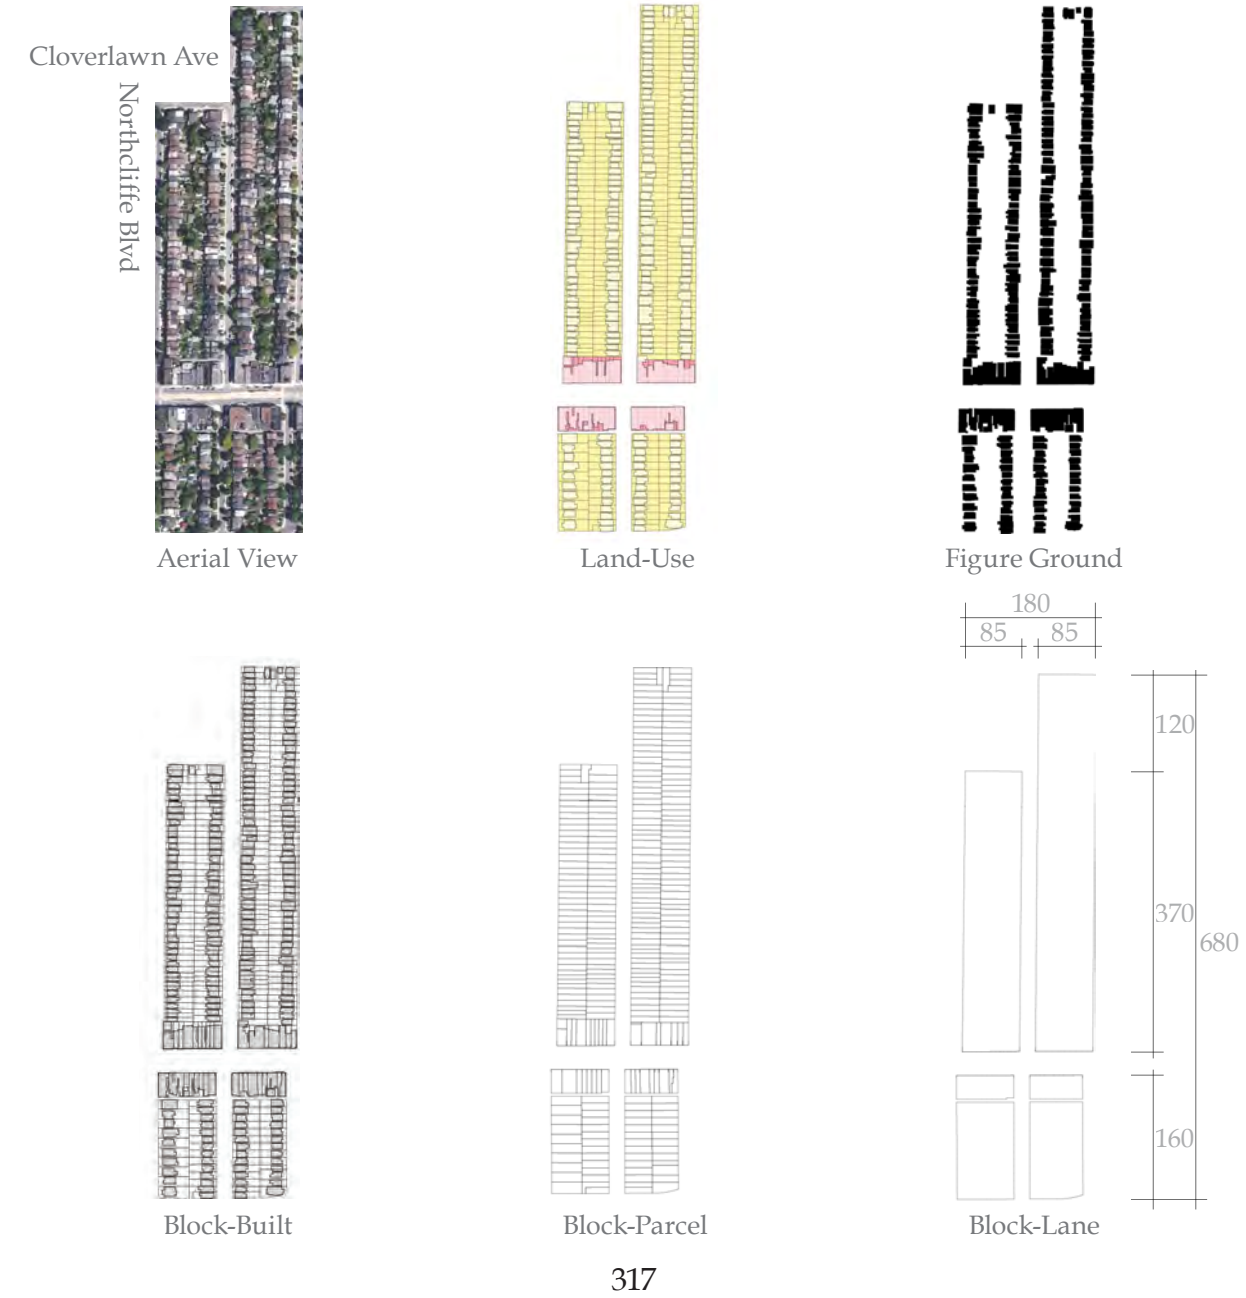 Cloverlawn Ave
Northcliffe Blvd
Aerial View
Land-Use
Figure Ground
180
85
85
120
370
680
160
Block-Built
Block-Parcel
Block-Lane
317